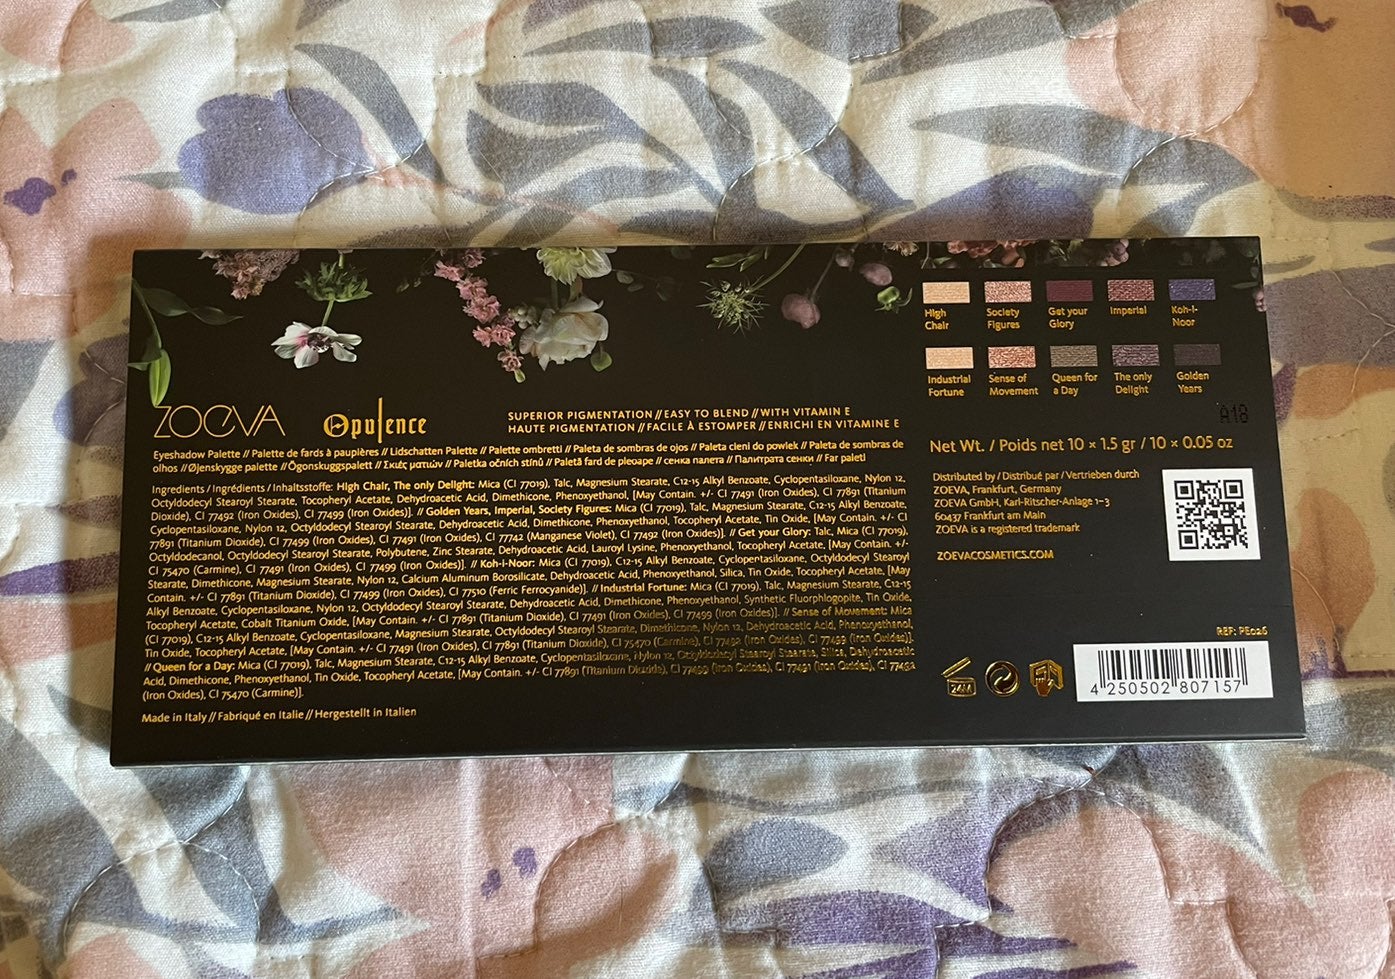 ZOEVA
Opulence
SUPERIOR PIGMENTATION // EASY TO BLEND // WITH VITAMIN E
HAUTE PIGMENTATION // FACILE À ESTOMPER // ENRICHI EN VITAMINE E
Eyeshadow Palette // Palette de fards à paupières // Lidschatten Palette // Palette ombretti // Paleta de sombras de ojos // Paleta cieni do powiek // Paleta de sombras de
olhos // Øjenskygge palette // Ögonskuggspalett // Σκιές ματιών // Paletka očních stínů // Paletă fard de pleoape // сенка палета // Палитрата сенки // Far paleti
Ingredients / Ingrédients / Inhaltsstoffe: High Chair, The only Delight: Mica (CI 77019), Talc, Magnesium Stearate, C12-15 Alkyl Benzoate, Cyclopentasiloxane, Nylon 12,
Octyldodecyl Stearoyl Stearate, Tocopheryl Acetate, Dehydroacetic Acid, Dimethicone, Phenoxyethanol, [May Contain. +/- CI 77491 (Iron Oxides), CI 77891 (Titanium
Dioxide), CI 77492 (Iron Oxides), CI 77499 (Iron Oxides)]. // Golden Years, Imperial, Society Figures: Mica (CI 77019), Talc, Magnesium Stearate, C12-15 Alkyl Benzoate,
Cyclopentasiloxane, Nylon 12, Octyldodecyl Stearoyl Stearate, Dehydroacetic Acid, Dimethicone, Phenoxyethanol, Tocopheryl Acetate, Tin Oxide, [May Contain. +/- CI
77891 (Titanium Dioxide), CI 77499 (Iron Oxides), CI 77491 (Iron Oxides), CI 77742 (Manganese Violet), CI 77492 (Iron Oxides)]. // Get your Glory: Talc, Mica (CI 77019),
Octyldodecanol, Octyldodecyl Stearoyl Stearate, Polybutene, Zinc Stearate, Dehydroacetic Acid, Lauroyl Lysine, Phenoxyethanol, Tocopheryl Acetate, [May Contain. +/-
CI 75470 (Carmine), CI 77491 (Iron Oxides), CI 77499 (Iron Oxides)]. // Koh-I-Noor: Mica (CI 77019), C12-15 Alkyl Benzoate, Cyclopentasiloxane, Octyldodecyl Stearoyl
Stearate, Dimethicone, Magnesium Stearate, Nylon 12, Calcium Aluminum Borosilicate, Dehydroacetic Acid, Phenoxyethanol, Silica, Tin Oxide, Tocopheryl Acetate, [May
Contain. +/- CI 77891 (Titanium Dioxide), CI 77499 (Iron Oxides), CI 77510 (Ferric Ferrocyanide)]. // Industrial Fortune: Mica (CI 77019), Talc, Magnesium Stearate, C12-15
Alkyl Benzoate, Cyclopentasiloxane, Nylon 12, Octyldodecyl Stearoyl Stearate, Dehydroacetic Acid, Dimethicone, Phenoxyethanol, Synthetic Fluorphlogopite, Tin Oxide,
Tocopheryl Acetate, Cobalt Titanium Oxide, [May Contain. +/- CI 77891 (Titanium Dioxide), CI 77491 (Iron Oxides), CI 77499 (Iron Oxides)]. // Sense of Movement: Mica
(CI 77019), C12-15 Alkyl Benzoate, Cyclopentasiloxane, Magnesium Stearate, Octyldodecyl Stearoyl Stearate, Dimethicone, Nylon 12, Dehydroacetic Acid, Phenoxyethanol,
Tin Oxide, Tocopheryl Acetate, [May Contain. +/- CI 77491 (Iron Oxides), CI 77891 (Titanium Dioxide), CI 75470 (Carmine), CI 77492 (Iron Oxides), CI 77499 (Iron Oxides)].
// Queen for a Day: Mica (CI 77019), Talc, Magnesium Stearate, C12-15 Alkyl Benzoate, Cyclopentasiloxane, Nylon 12, Octyldodecyl Stearoyl Stearate, Silica, Dehydroacetic
Acid, Dimethicone, Phenoxyethanol, Tin Oxide, Tocopheryl Acetate, [May Contain. +/- CI 77891 (Titanium Dioxide), CI 77499 (Iron Oxides), CI 77491 (Iron Oxides), CI 77492
(Iron Oxides), CI 75470 (Carmine)].
Made in Italy // Fabriqué en Italie // Hergestellt in Italien
High
Chair
Society
Figures
Get your
Glory
Imperial
Koh-I-
Noor
Industrial
Fortune
Sense of
Movement
Queen for
a Day
The only
Delight
Golden
Years
A18
Net Wt. / Poids net 10 × 1.5 gr / 10 × 0.05 oz
Distributed by / Distribué par / Vertrieben durch
ZOEVA, Frankfurt, Germany
ZOEVA GmbH, Karl-Ritscher-Anlage 1-3
60437 Frankfurt am Main
ZOEVA is a registered trademark
ZOEVACOSMETICS.COM
REF: PE026
24M
4 250502 807157